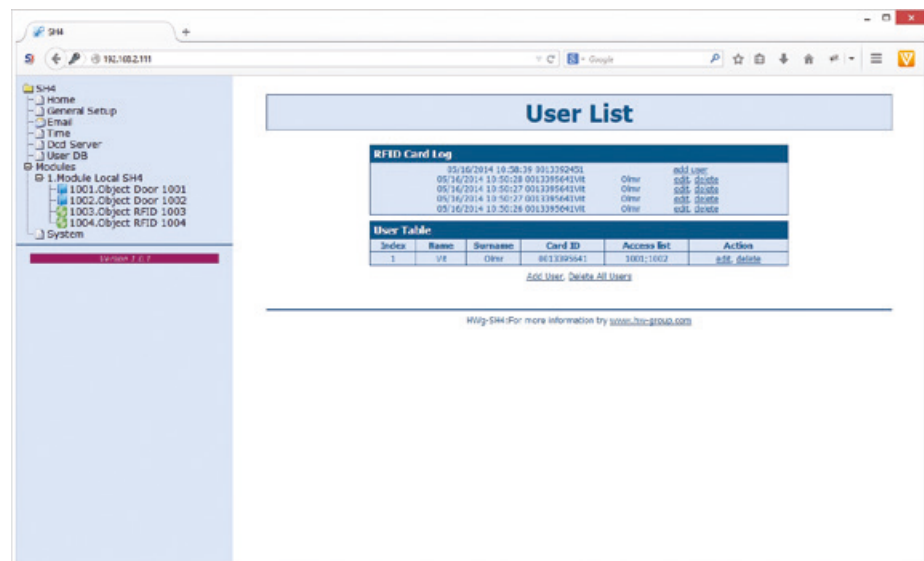 SH4
192.168.2.111
Google
SH4
Home
General Setup
Email
Time
Dcd Server
User DB
Modules
1.Module Local SH4
1001.Object Door 1001
1002.Object Door 1002
1003.Object RFID 1003
1004.Object RFID 1004
System
Version 1.0.1
User List
RFID Card Log
05/16/2014 10:58:39 0013392451 add user
05/16/2014 10:50:28 0013395641Vit Olmr edit, delete
05/16/2014 10:50:27 0013395641Vit Olmr edit, delete
05/16/2014 10:50:27 0013395641Vit Olmr edit, delete
05/16/2014 10:50:26 0013395641Vit Olmr edit, delete
User Table
Index Name Surname Card ID Access list Action
1 Vit Olmr 0013395641 1001;1002 edit, delete
Add User, Delete All Users
HWg-SH4:For more information by www.hw-group.com